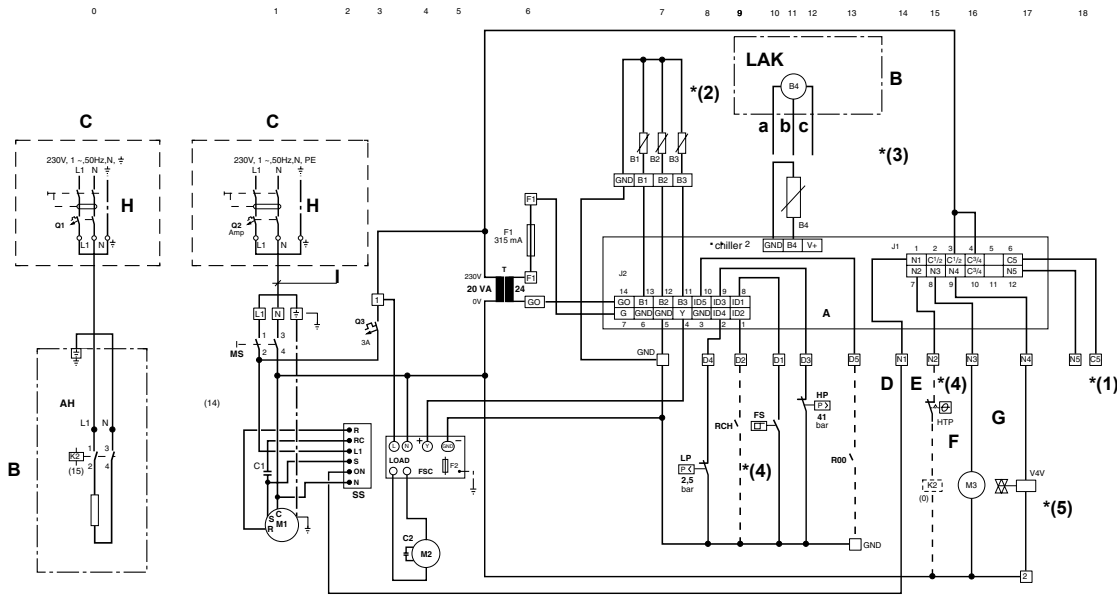 0 1 2 3 4 5 6 7 8 9 10 11 12 13 14 15 16 17 18
C
230V, 1 ~,50Hz,N,
L1 N
H
Q1
L1 N
AH
L1 N
K2
(15)
1 3
2 4
B
C
230V, 1 ~,50Hz,N, PE
L1 N
H
Q2
Amp
L1 N
I
L1 N
1 3
MS
2 4
(14)
C1
S C
R
M1
R
RC
L1
S
ON
N
SS
1
Q3
3A
L N + Y GND −
LOAD FSC F2
C2
M2
F1
F1
315 mA
F1
230V T
20 VA 24
0V
GO
*(2)
B1 B2 B3
GND B1 B2 B3
LAK
B4
B
a b c
*(3)
B4
GND B4 V+
*chiller 2
J2
14 13 12 11 10 9 8
GO B1 B2 B3 ID5 ID3 ID1
G GND GND Y GND ID4 ID2
7 6 5 4 3 2 1
A
J1
1 2 3 4 5 6
N1 C1/2 C1/2 C3/4 C5
N2 N3 N4 C3/4 N5
7 8 9 10 11 12
GND
D4 D2 D1 D3 D5 N1 N2 N3 N4 N5 C5
D E *(4) *(1)
LP
P
2,5
bar
RCH
*(4)
FS
HP
P
41
bar
R00
GND
HTP
F
G
K2
(0)
M3
V4V
*(5)
2